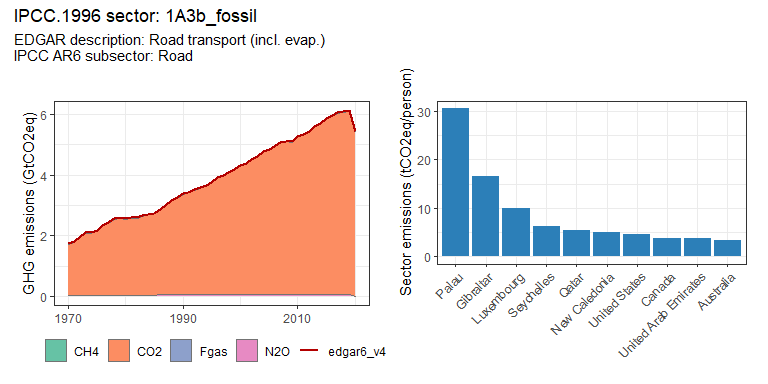 IPCC.1996 sector: 1A3b_fossil
EDGAR description: Road transport (incl. evap.)
IPCC AR6 subsector: Road
GHG emissions (GtCO2eq)
6
4
2
0
1970
1990
2010
CH4
CO2
Fgas
N2O
edgar6_v4
Sector emissions (tCO2eq/person)
30
20
10
0
Palau
Gibraltar
Luxembourg
Seychelles
Qatar
New Caledonia
United States
Canada
United Arab Emirates
Australia